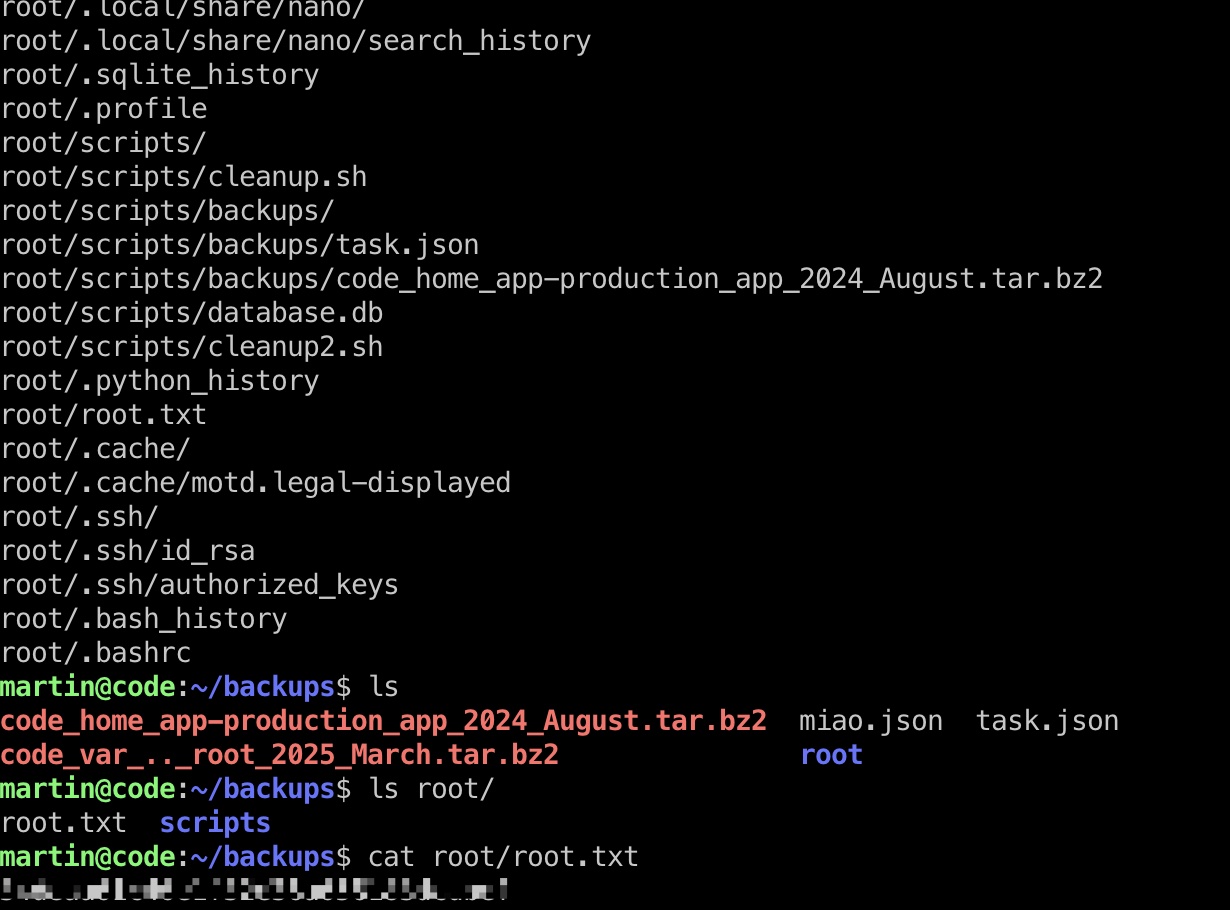 root/.local/share/nano/
root/.local/share/nano/search_history
root/.sqlite_history
root/.profile
root/scripts/
root/scripts/cleanup.sh
root/scripts/backups/
root/scripts/backups/task.json
root/scripts/backups/code_home_app-production_app_2024_August.tar.bz2
root/scripts/database.db
root/scripts/cleanup2.sh
root/.python_history
root/root.txt
root/.cache/
root/.cache/motd.legal-displayed
root/.ssh/
root/.ssh/id_rsa
root/.ssh/authorized_keys
root/.bash_history
root/.bashrc
martin@code:~/backups$ ls
code_home_app-production_app_2024_August.tar.bz2  miao.json  task.json
code_var_.._root_2025_March.tar.bz2               root
martin@code:~/backups$ ls root/
root.txt  scripts
martin@code:~/backups$ cat root/root.txt